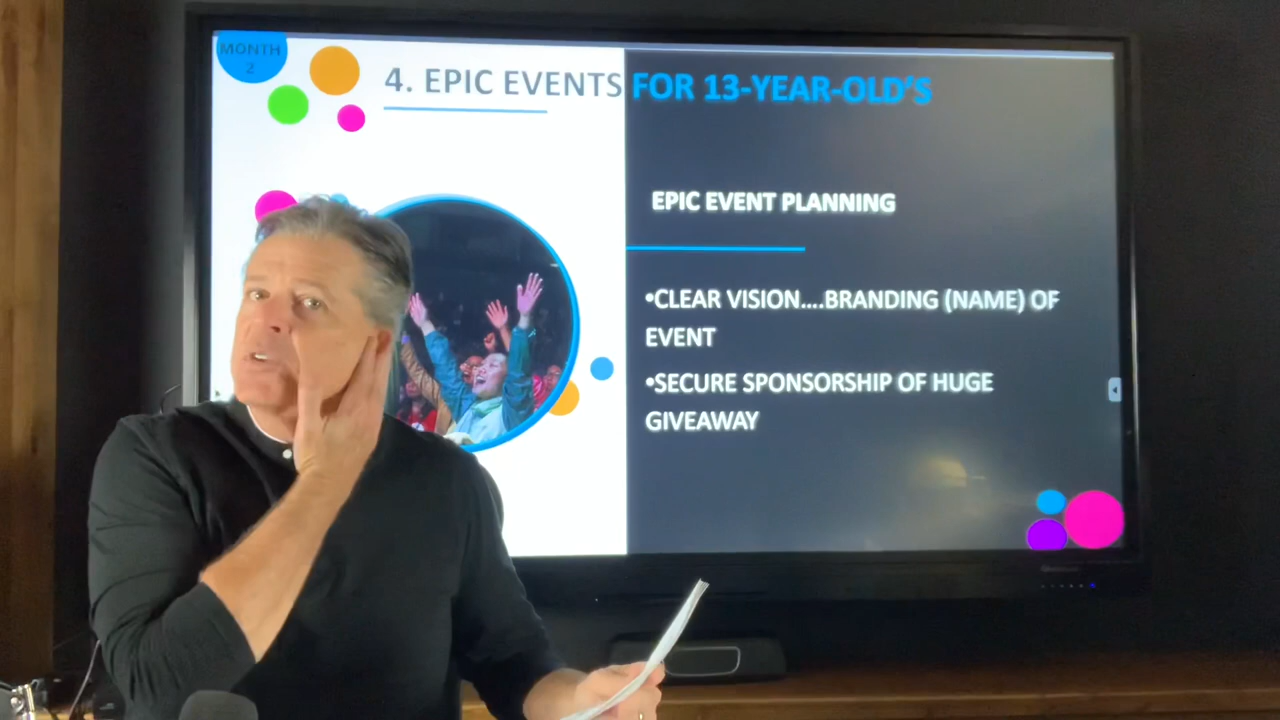 MONTH
2
4. EPIC EVENTS FOR 13-YEAR-OLD'S
EPIC EVENT PLANNING
•CLEAR VISION....BRANDING (NAME) OF
EVENT
•SECURE SPONSORSHIP OF HUGE
GIVEAWAY